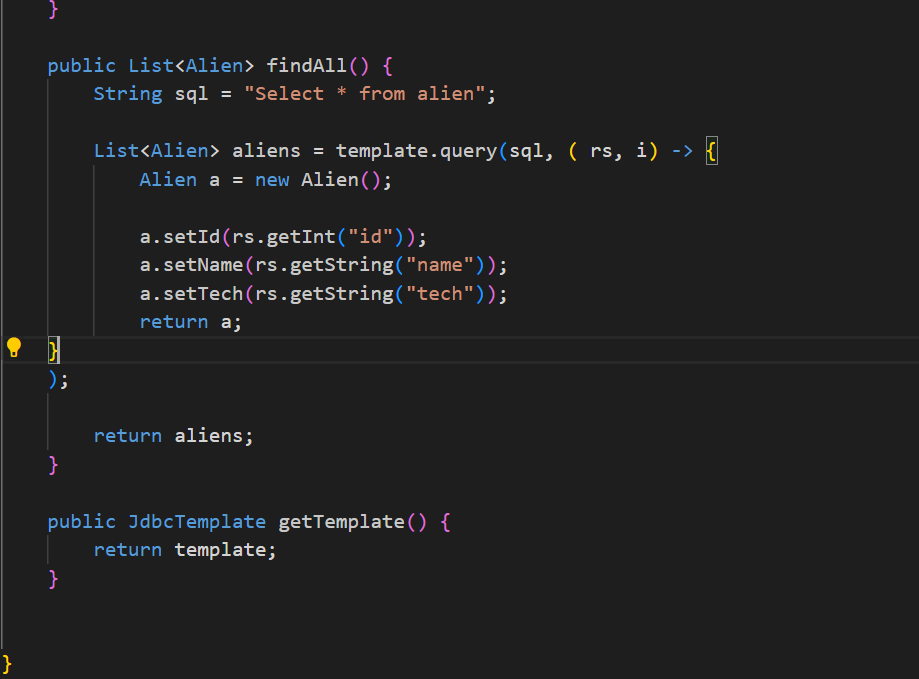 }
public List<Alien> findAll() {
String sql = "Select * from alien";
List<Alien> aliens = template.query(sql, ( rs, i) -> {
Alien a = new Alien();
a.setId(rs.getInt("id"));
a.setName(rs.getString("name"));
a.setTech(rs.getString("tech"));
return a;
}
);
return aliens;
}
public JdbcTemplate getTemplate() {
return template;
}
}